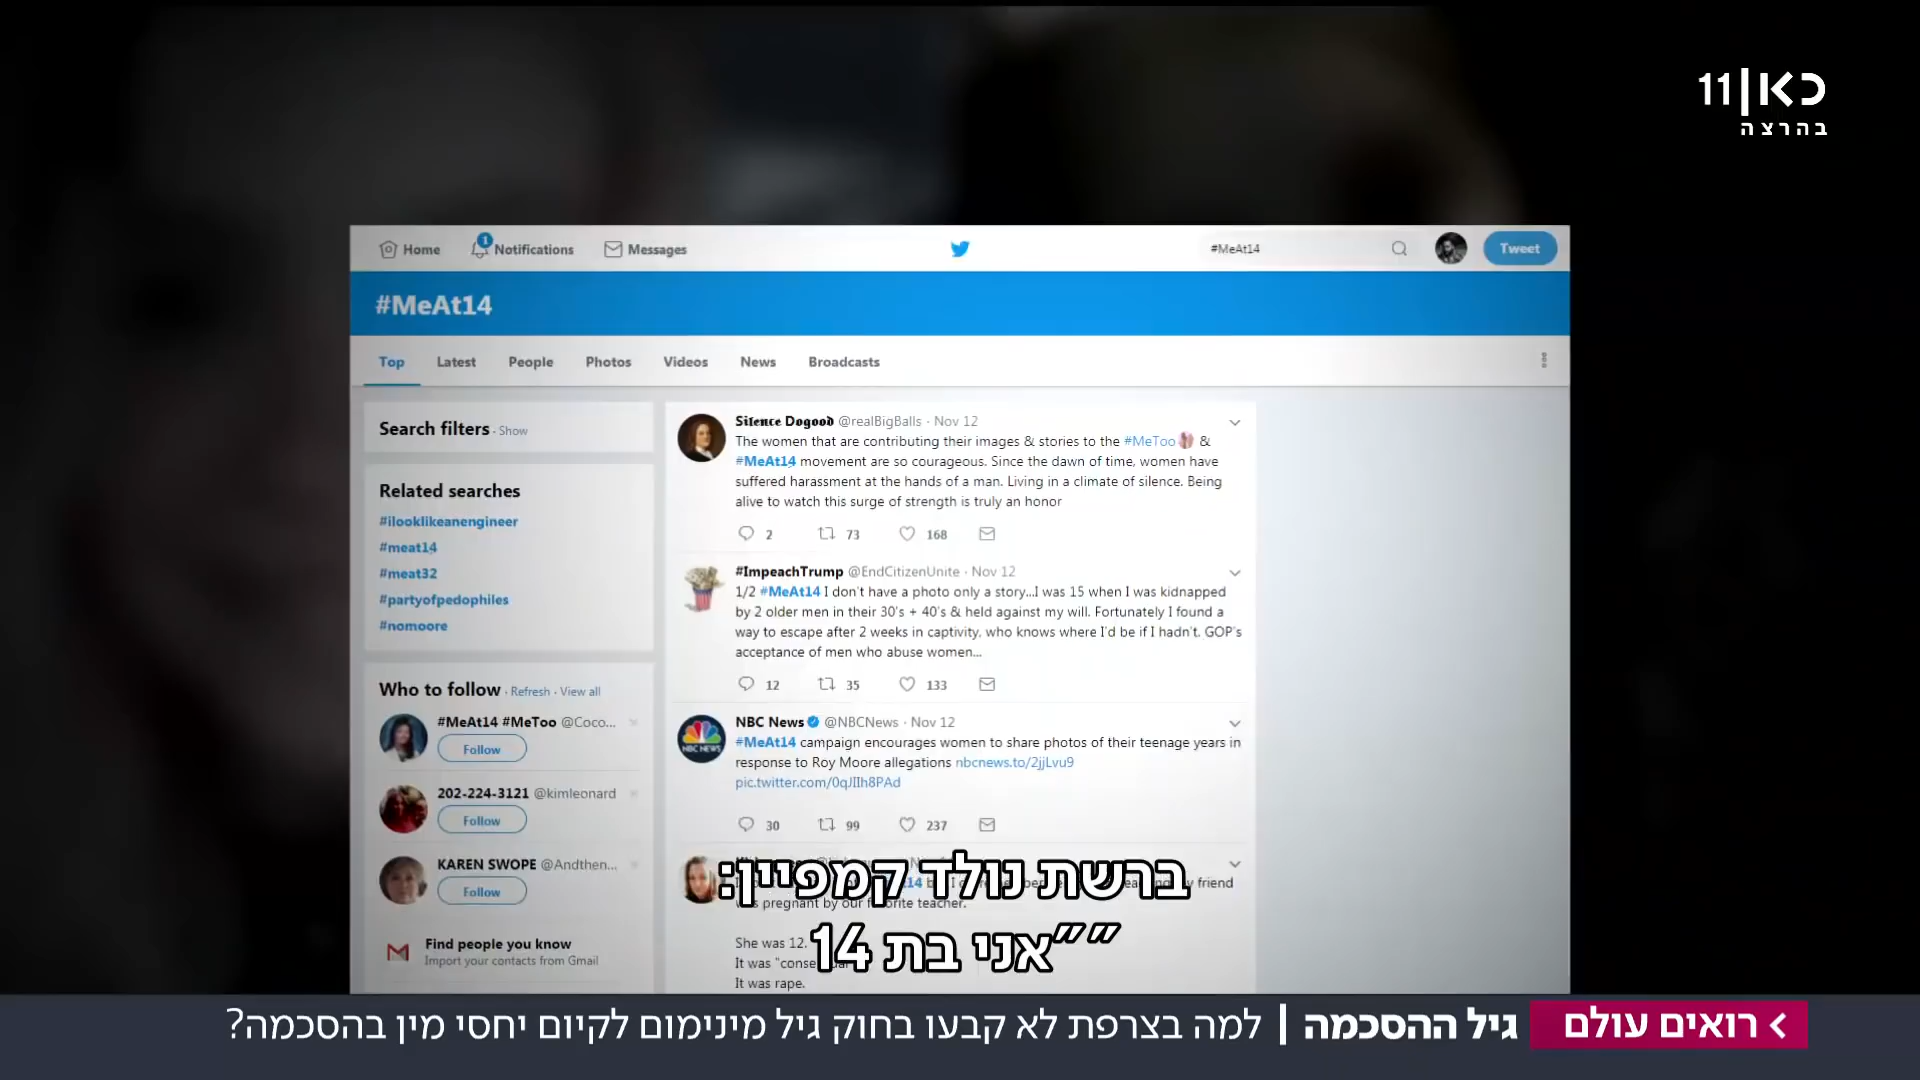 כאן|11
בהרצה
Home
1
Notifications
Messages
#MeAt14
Tweet
#MeAt14
Top
Latest
People
Photos
Videos
News
Broadcasts
Search filters · Show
Related searches
#ilooklikeanengineer
#meat14
#meat32
#partyofpedophiles
#nomoore
Who to follow · Refresh · View all
#MeAt14 #MeToo @Coco...
Follow
202-224-3121 @kimleonard
Follow
KAREN SWOPE @Andthen...
Follow
Find people you know
Import your contacts from Gmail
Silence Dogood @realBigBalls · Nov 12
The women that are contributing their images & stories to the #MeToo &
#MeAt14 movement are so courageous. Since the dawn of time, women have
suffered harassment at the hands of a man. Living in a climate of silence. Being
alive to watch this surge of strength is truly an honor
2 73 168
#ImpeachTrump @EndCitizenUnite · Nov 12
1/2 #MeAt14 I don't have a photo only a story...I was 15 when I was kidnapped
by 2 older men in their 30's + 40's & held against my will. Fortunately I found a
way to escape after 2 weeks in captivity, who knows where I'd be if I hadn't. GOP's
acceptance of men who abuse women...
12 35 133
NBC News @NBCNews · Nov 12
#MeAt14 campaign encourages women to share photos of their teenage years in
response to Roy Moore allegations nbcnews.to/2jjLvu9
pic.twitter.com/0qJIIh8PAd
NBC NEWS
30 99 237
friend
pregnant by our favorite teacher.
She was 12.
It was
It was rape.
ברשת נולד קמפיין:
""אני בת 14
רואים עולם
גיל ההסכמה | למה בצרפת לא קבעו בחוק גיל מינימום לקיום יחסי מין בהסכמה?